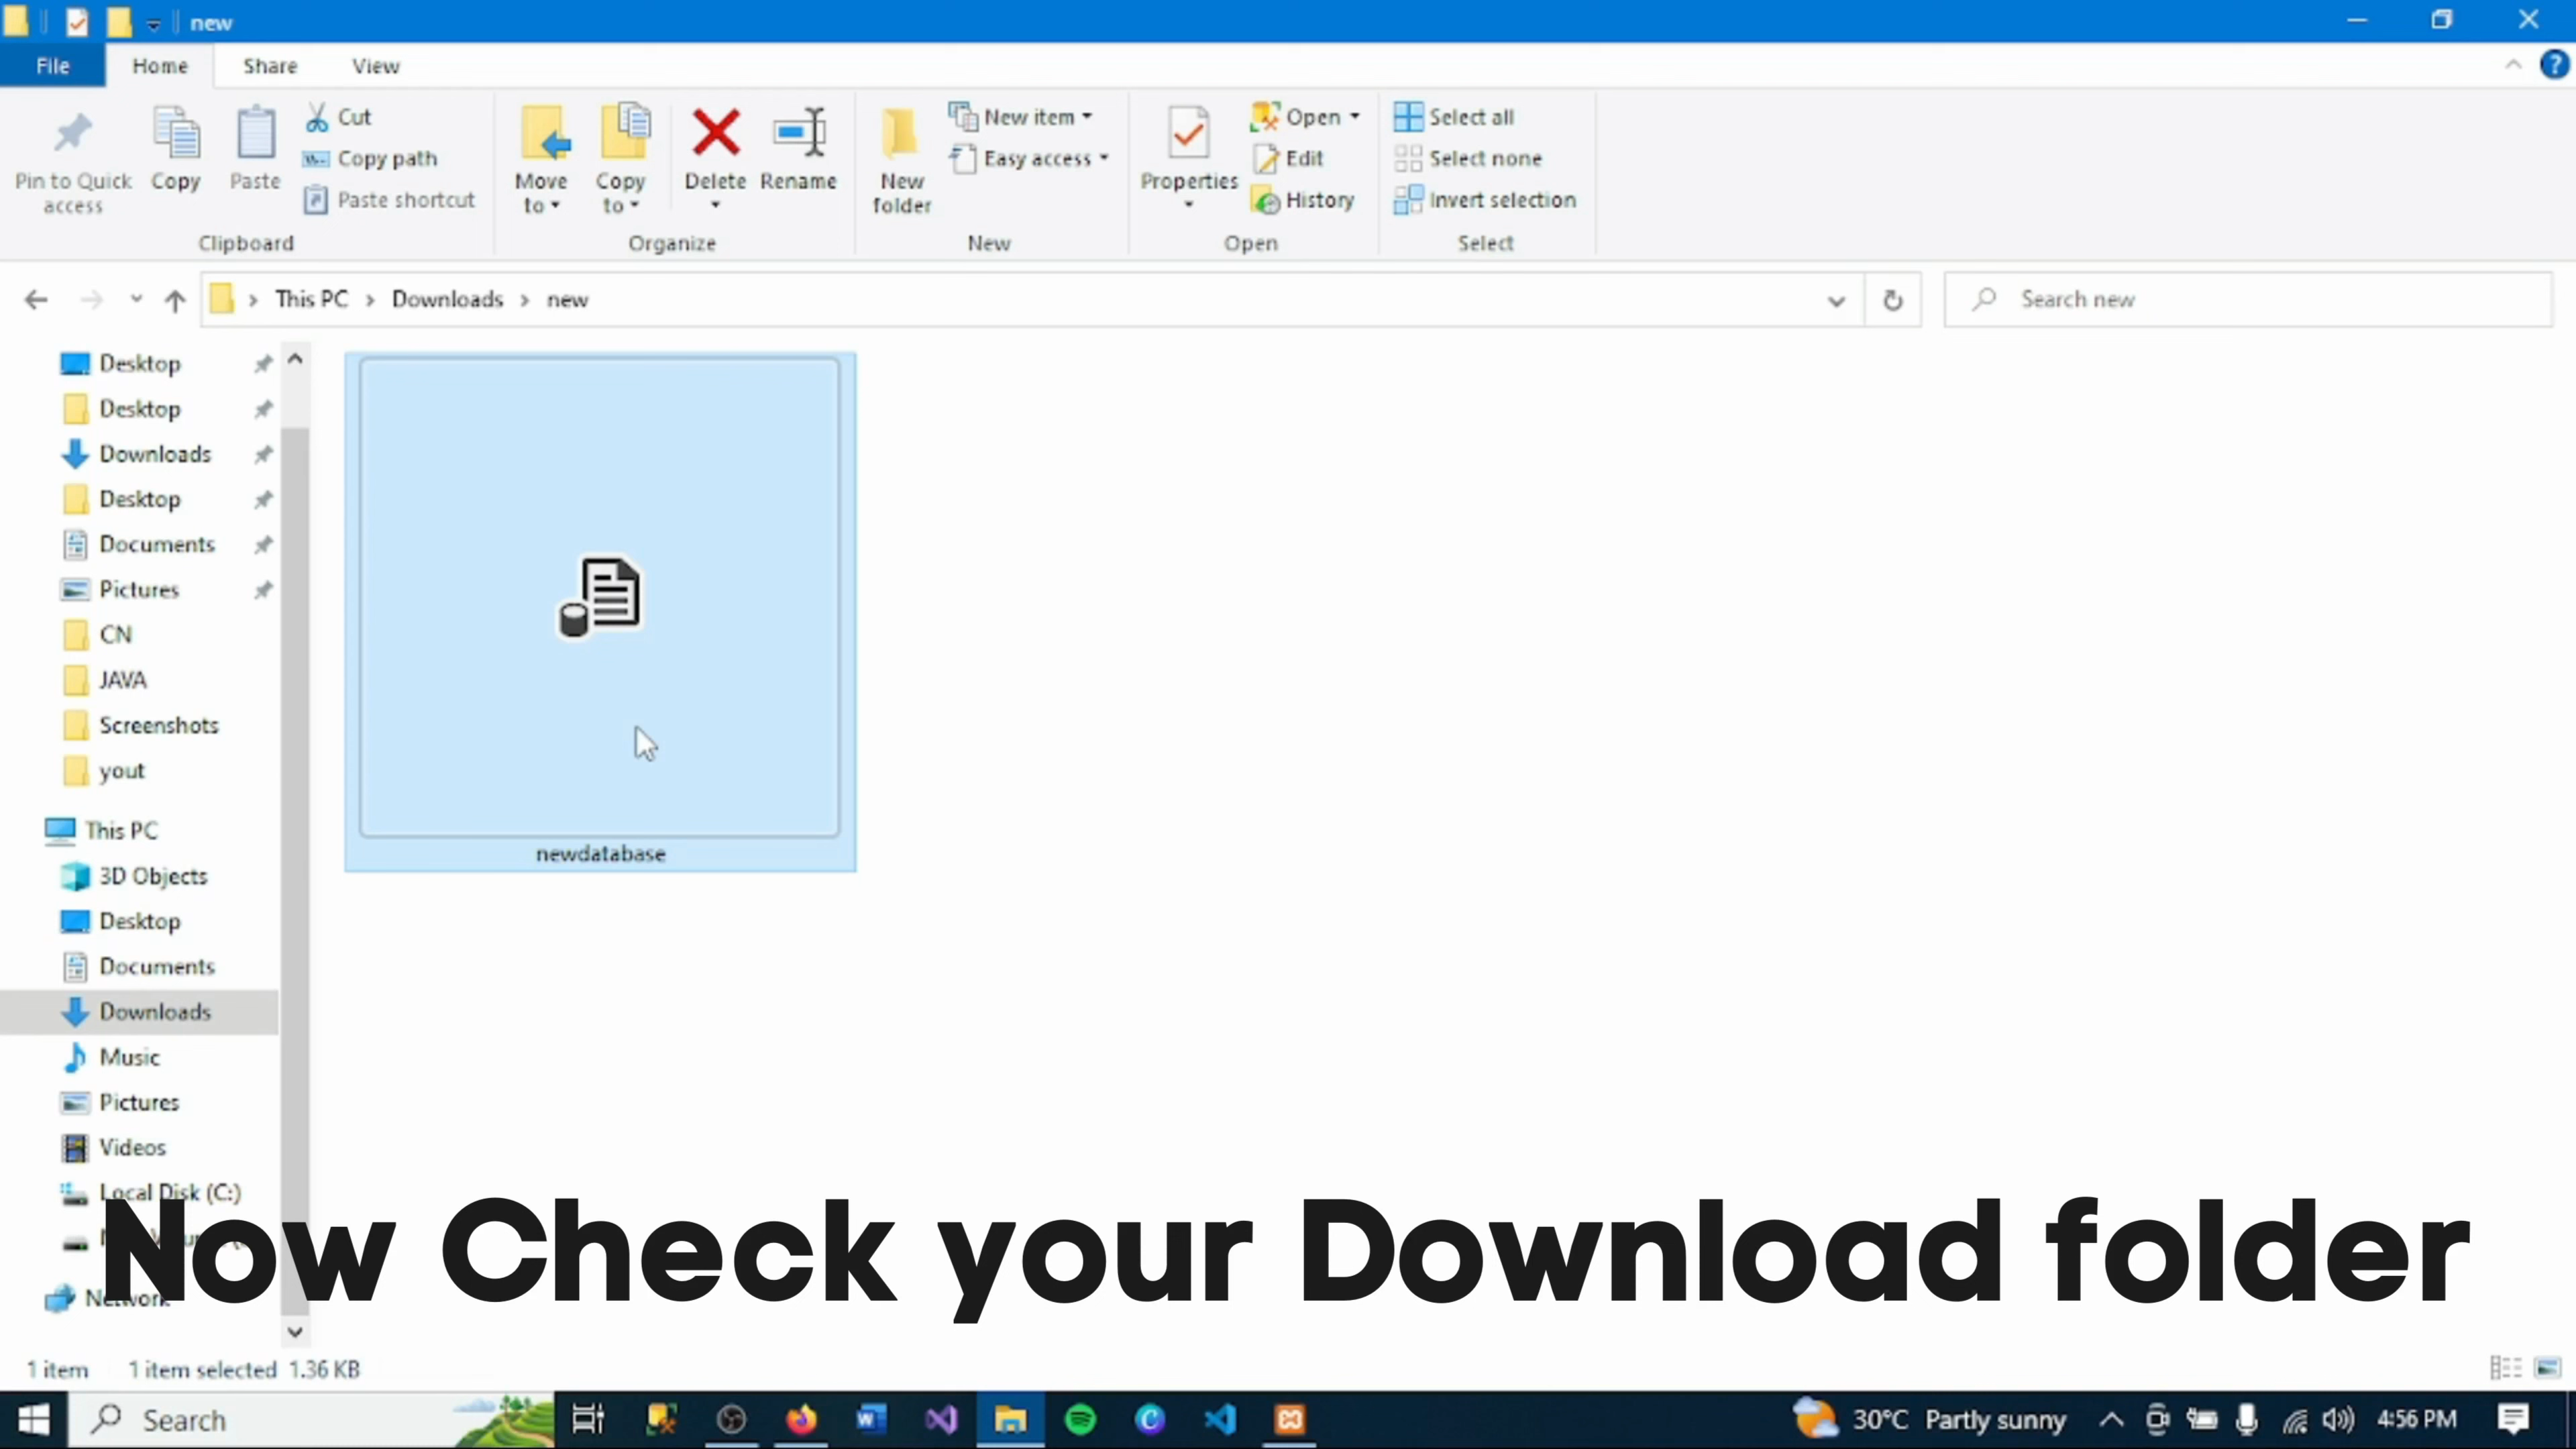 new
File Home Share View
Pin to Quick access
Copy
Paste
Cut
Copy path
Paste shortcut
Clipboard
Move to
Copy to
Delete
Rename
Organize
New folder
New item
Easy access
New
Properties
Open
Edit
History
Open
Select all
Select none
Invert selection
Select
This PC > Downloads > new
Search new
Desktop
Desktop
Downloads
Desktop
Documents
Pictures
CN
JAVA
Screenshots
yout
This PC
3D Objects
Desktop
Documents
Downloads
Music
Pictures
Videos
Local Disk (C:)
Network
newdatabase
Now Check your Download folder
1 item 1 item selected 1.36 KB
Search
30°C Partly sunny
4:56 PM